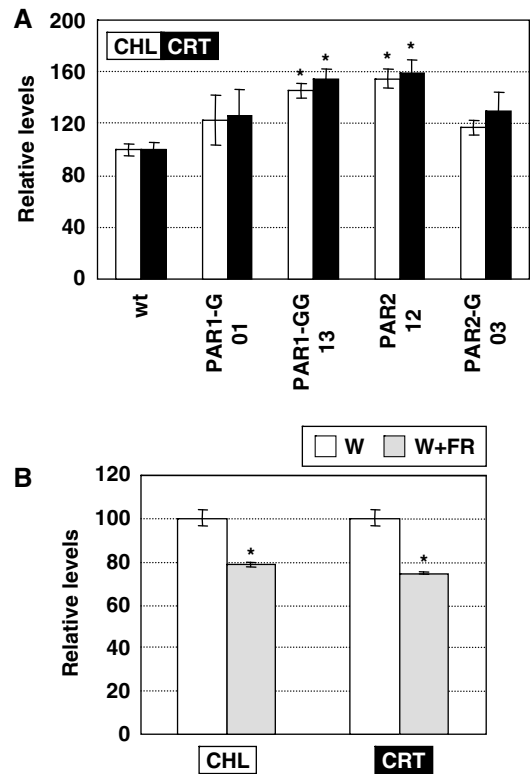 A
CHL CRT
Relative levels
200
160
120
80
40
0
* * * *
wt
PAR1-G 01
PAR1-GG 13
PAR2 12
PAR2-G 03
W W+FR
B
Relative levels
120
100
80
60
40
20
0
* *
CHL CRT